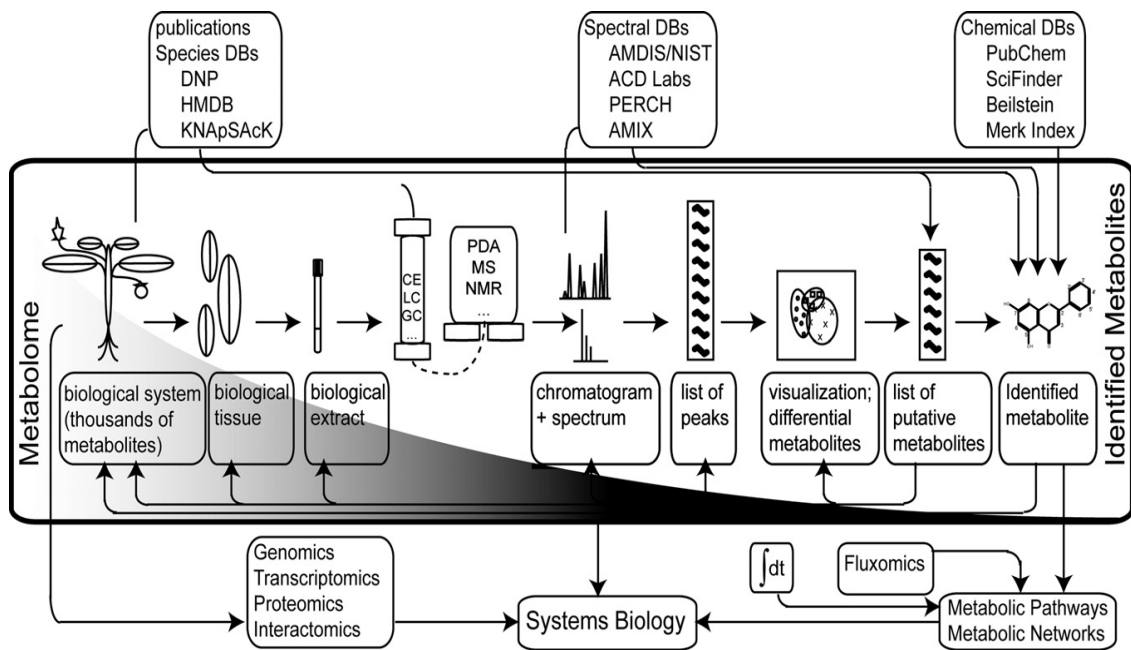 publications
Species DBs
DNP
HMDB
KNApSAcK
Spectral DBs
AMDIS/NIST
ACD Labs
PERCH
AMIX
Chemical DBs
PubChem
SciFinder
Beilstein
Merk Index
Metabolome
CE
LC
GC
...
PDA
MS
NMR
...
Identified Metabolites
biological system
(thousands of
metabolites)
biological
tissue
biological
extract
chromatogram
+ spectrum
list of
peaks
visualization;
differential
metabolites
list of
putative
metabolites
Identified
metabolite
Genomics
Transcriptomics
Proteomics
Interactomics
Systems Biology
∫dt
Fluxomics
Metabolic Pathways
Metabolic Networks